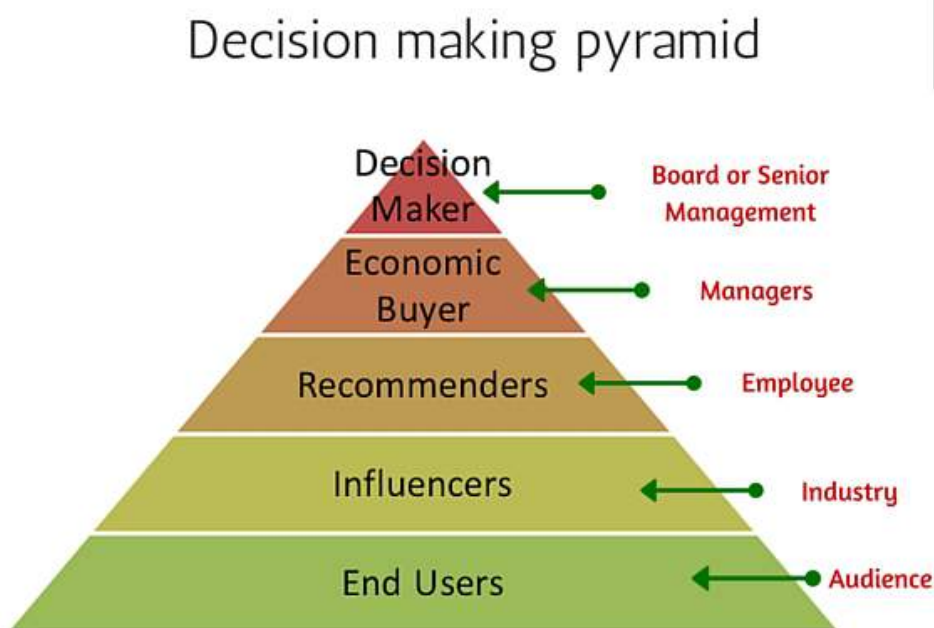 Decision making pyramid
Decision
Maker
Board or Senior
Management
Economic
Buyer
Managers
Recommenders
Employee
Influencers
Industry
End Users
Audience